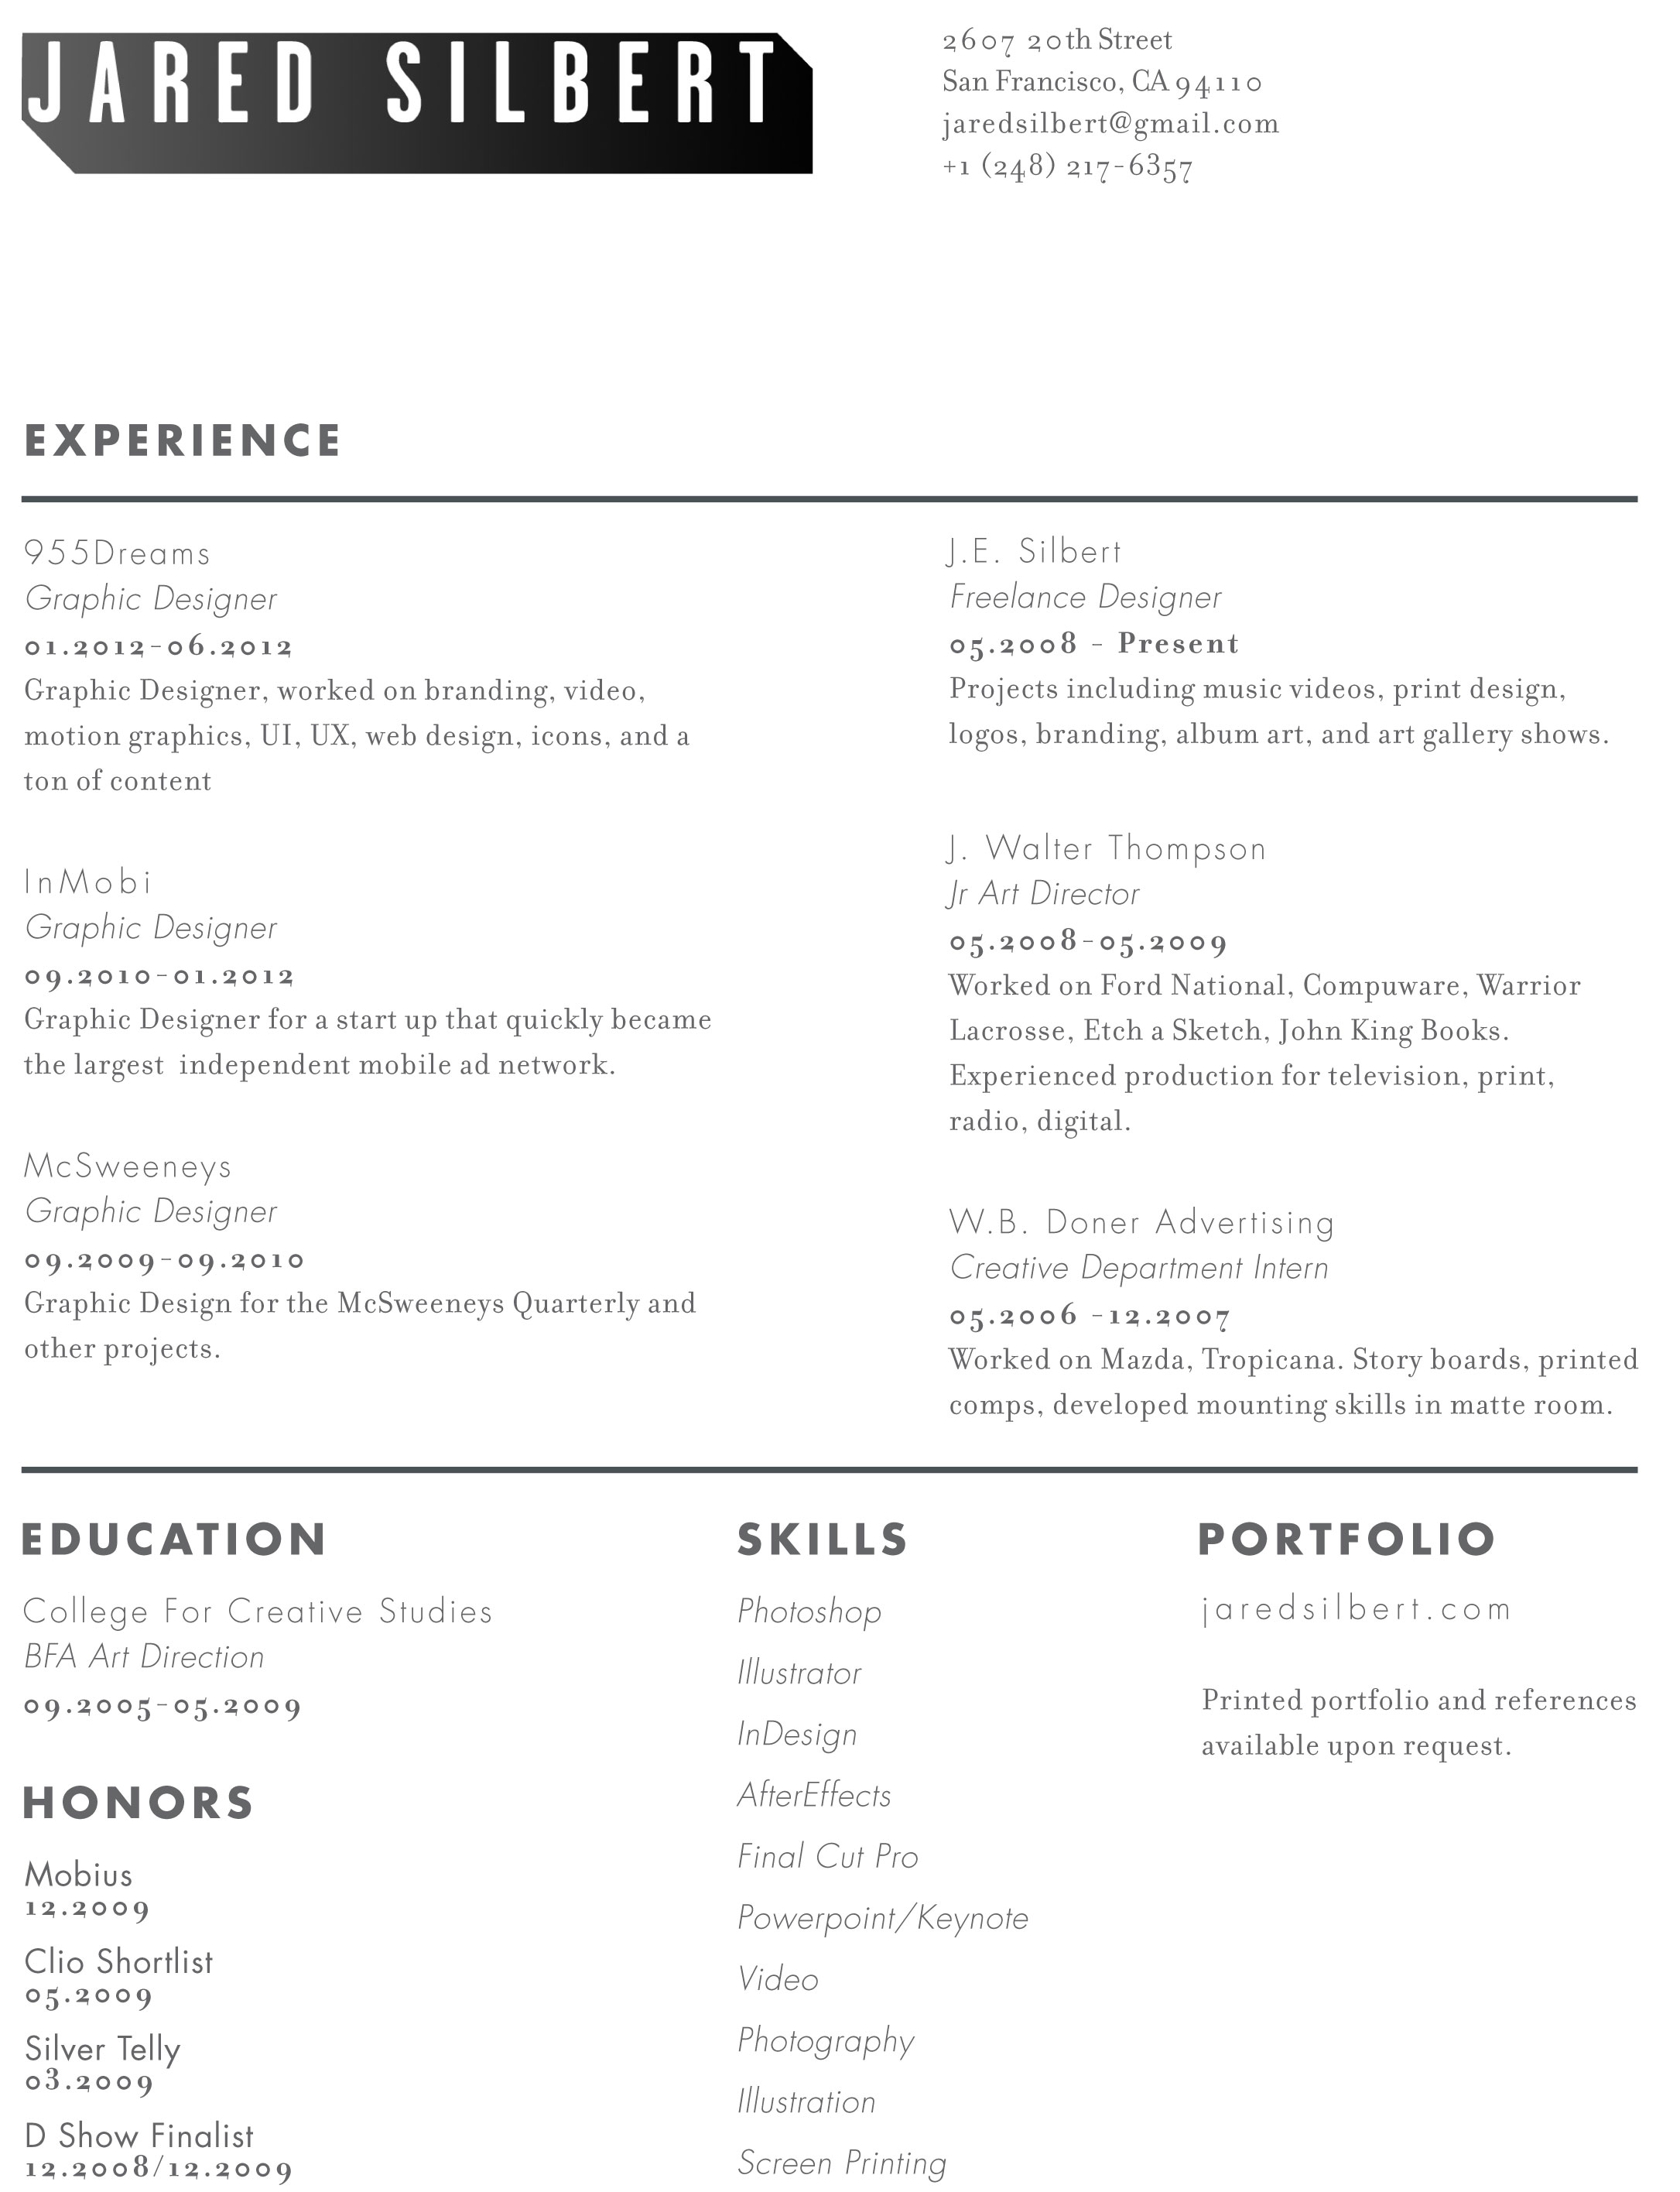 JARED SILBERT
2607 20th Street
San Francisco, CA 94110
jaredsilbert@gmail.com
+1 (248) 217-6357
EXPERIENCE
955Dreams
Graphic Designer
01.2012-06.2012
Graphic Designer, worked on branding, video,
motion graphics, UI, UX, web design, icons, and a
ton of content
InMobi
Graphic Designer
09.2010-01.2012
Graphic Designer for a start up that quickly became
the largest  independent mobile ad network.
McSweeneys
Graphic Designer
09.2009-09.2010
Graphic Design for the McSweeneys Quarterly and
other projects.
J.E. Silbert
Freelance Designer
05.2008 - Present
Projects including music videos, print design,
logos, branding, album art, and art gallery shows.
J. Walter Thompson
Jr Art Director
05.2008-05.2009
Worked on Ford National, Compuware, Warrior
Lacrosse, Etch a Sketch, John King Books.
Experienced production for television, print,
radio, digital.
W.B. Doner Advertising
Creative Department Intern
05.2006 -12.2007
Worked on Mazda, Tropicana. Story boards, printed
comps, developed mounting skills in matte room.
EDUCATION
College For Creative Studies
BFA Art Direction
09.2005-05.2009
HONORS
Mobius
12.2009
Clio Shortlist
05.2009
Silver Telly
03.2009
D Show Finalist
12.2008/12.2009
SKILLS
Photoshop
Illustrator
InDesign
AfterEffects
Final Cut Pro
Powerpoint/Keynote
Video
Photography
Illustration
Screen Printing
PORTFOLIO
jaredsilbert.com
Printed portfolio and references
available upon request.